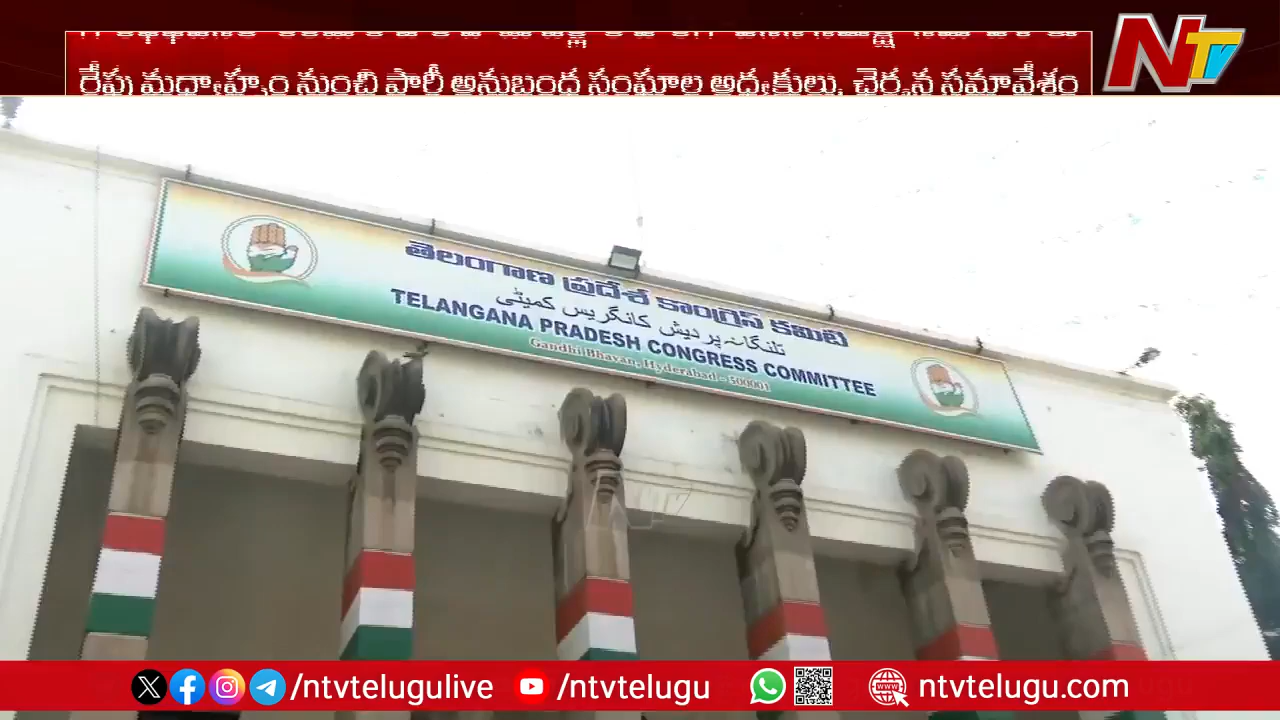 రేపు మధ్యాహ్నం నుంచి పార్టీ అనుబంధ సంఘాల అధ్యక్షులు, చైర్మన్ల సమావేశం
NTV
తెలంగాణ ప్రదేశ్ కాంగ్రెస్ కమిటి
تلنگانہ پردیش کانگریس کمیٹی
TELANGANA PRADESH CONGRESS COMMITTEE
Gandhi Bhavan, Hyderabad - 500001
/ntvtelugulive /ntvtelugu ntvtelugu.com